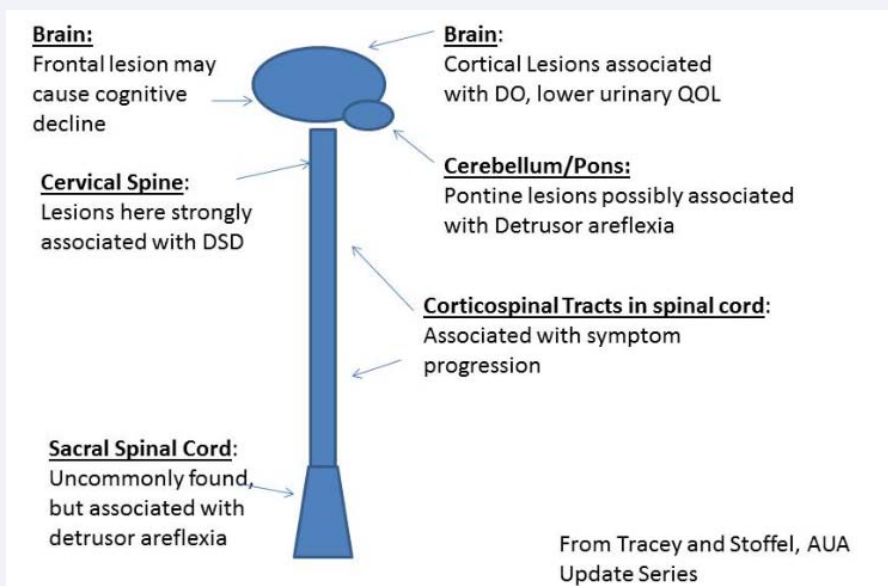 Brain:
Frontal lesion may
cause cognitive
decline
Brain:
Cortical Lesions associated
with DO, lower urinary QOL
Cerebellum/Pons:
Pontine lesions possibly associated
with Detrusor areflexia
Cervical Spine:
Lesions here strongly
associated with DSD
Corticospinal Tracts in spinal cord:
Associated with symptom
progression
Sacral Spinal Cord:
Uncommonly found,
but associated with
detrusor areflexia
From Tracey and Stoffel, AUA
Update Series